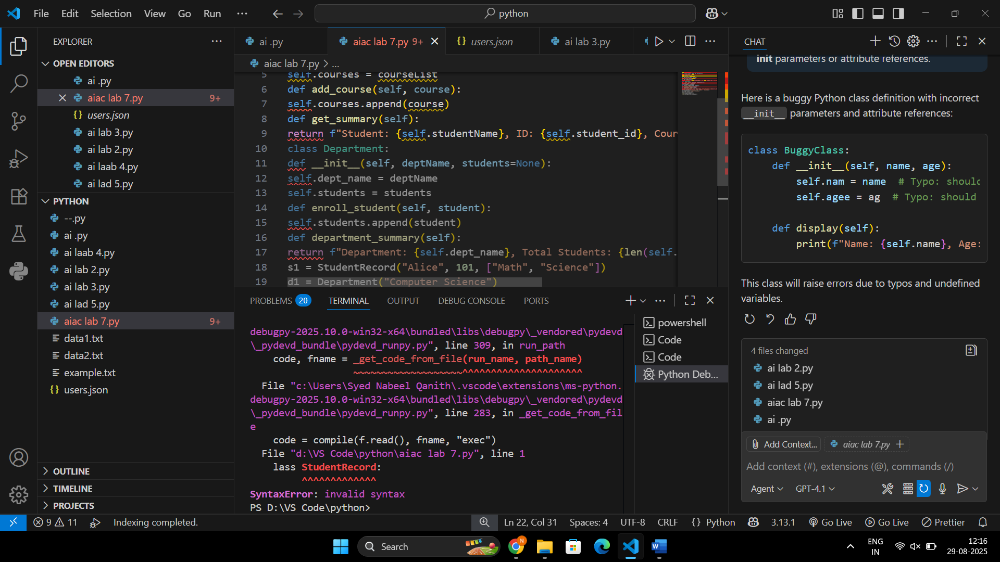 File Edit Selection View Go Run ...
python
EXPLORER
OPEN EDITORS
ai .py
aiac lab 7.py 9+
users.json
ai lab 3.py
ai lab 2.py
ai laab 4.py
ai lad 5.py
PYTHON
--.py
ai .py
ai laab 4.py
ai lab 2.py
ai lab 3.py
ai lad 5.py
aiac lab 7.py 9+
data1.txt
data2.txt
example.txt
users.json
OUTLINE
TIMELINE
PROJECTS
ai .py
aiac lab 7.py 9+
users.json
ai lab 3.py
aiac lab 7.py > ...
5 self.courses = courseList
6 def add_course(self, course):
7 self.courses.append(course)
8 def get_summary(self):
9 return f"Student: {self.studentName}, ID: {self.student_id}, Cour
10 class Department:
11 def __init__(self, deptName, students=None):
12 self.dept_name = deptName
13 self.students = students
14 def enroll_student(self, student):
15 self.students.append(student)
16 def department_summary(self):
17 return f"Department: {self.dept_name}, Total Students: {len(self.
18 s1 = StudentRecord("Alice", 101, ["Math", "Science"])
19 d1 = Department("Computer Science")
PROBLEMS 20 TERMINAL OUTPUT DEBUG CONSOLE PORTS
debugpy-2025.10.0-win32-x64\bundled\libs\debugpy\_vendored\pydevd
\_pydevd_bundle\pydevd_runpy.py", line 309, in run_path
code, fname = _get_code_from_file(run_name, path_name)
~~~~~~~~~~~~~~~~~~~^^^^^^^^^^^^^^^^^^^^^
File "c:\Users\Syed Nabeel Qanith\.vscode\extensions\ms-python.
debugpy-2025.10.0-win32-x64\bundled\libs\debugpy\_vendored\pydevd
\_pydevd_bundle\pydevd_runpy.py", line 283, in _get_code_from_fil
e
code = compile(f.read(), fname, "exec")
File "d:\VS Code\python\aiac lab 7.py", line 1
lass StudentRecord:
^^^^^^^^^^^^^
SyntaxError: invalid syntax
PS D:\VS Code\python>
powershell
Code
Code
Python Deb...
CHAT
init parameters or attribute references.
Here is a buggy Python class definition with incorrect
__init__ parameters and attribute references:
class BuggyClass:
def __init__(self, name, age):
self.nam = name # Typo: should
self.agee = ag # Typo: should
def display(self):
print(f"Name: {self.name}, Age:
This class will raise errors due to typos and undefined
variables.
4 files changed
ai lab 2.py
ai lad 5.py
aiac lab 7.py
ai .py
Add Context...
aiac lab 7.py +
Add context (#), extensions (@), commands (/)
Agent
GPT-4.1
9 11
Indexing completed.
Ln 22, Col 31
Spaces: 4
UTF-8
CRLF
{} Python
3.13.1
Go Live
Go Live
Prettier
Search
N
ENG
IN
12:16
29-08-2025